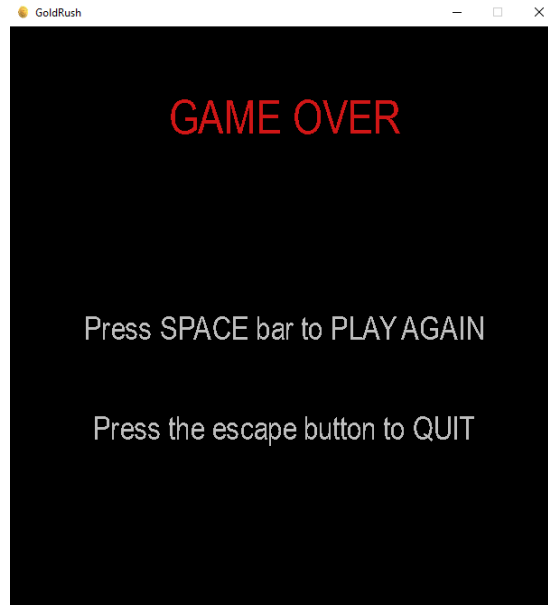 GoldRush
GAME OVER
Press SPACE bar to PLAY AGAIN
Press the escape button to QUIT